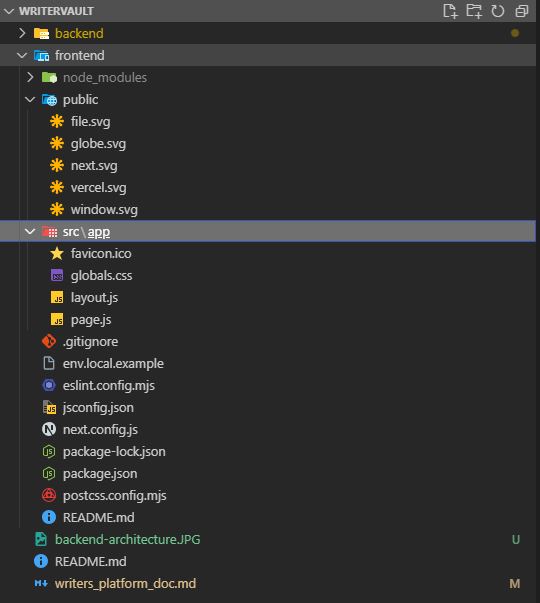 WRITERVAULT
backend
frontend
node_modules
public
file.svg
globe.svg
next.svg
vercel.svg
window.svg
src\app
favicon.ico
globals.css
layout.js
page.js
.gitignore
env.local.example
eslint.config.mjs
jsconfig.json
next.config.js
package-lock.json
package.json
postcss.config.mjs
README.md
backend-architecture.JPG U
README.md
writers_platform_doc.md M